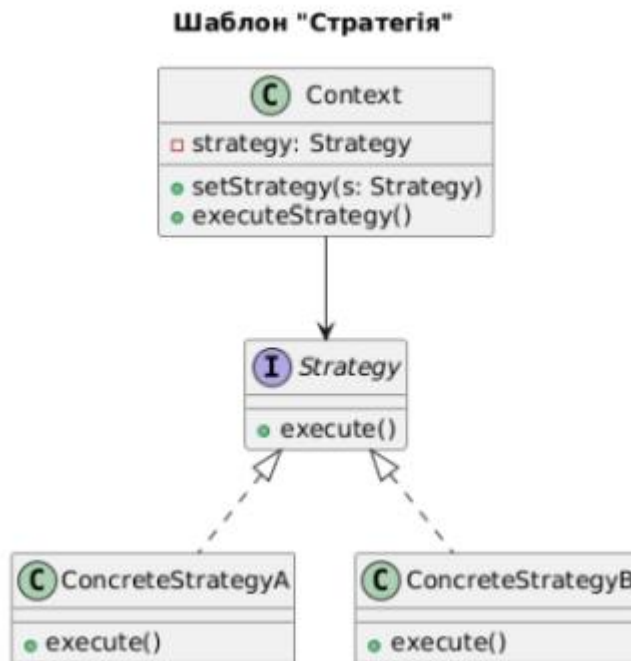 Шаблон "Стратегія"
C Context
strategy: Strategy
setStrategy(s: Strategy)
executeStrategy()
I Strategy
execute()
C ConcreteStrategyA
execute()
C ConcreteStrategyB
execute()